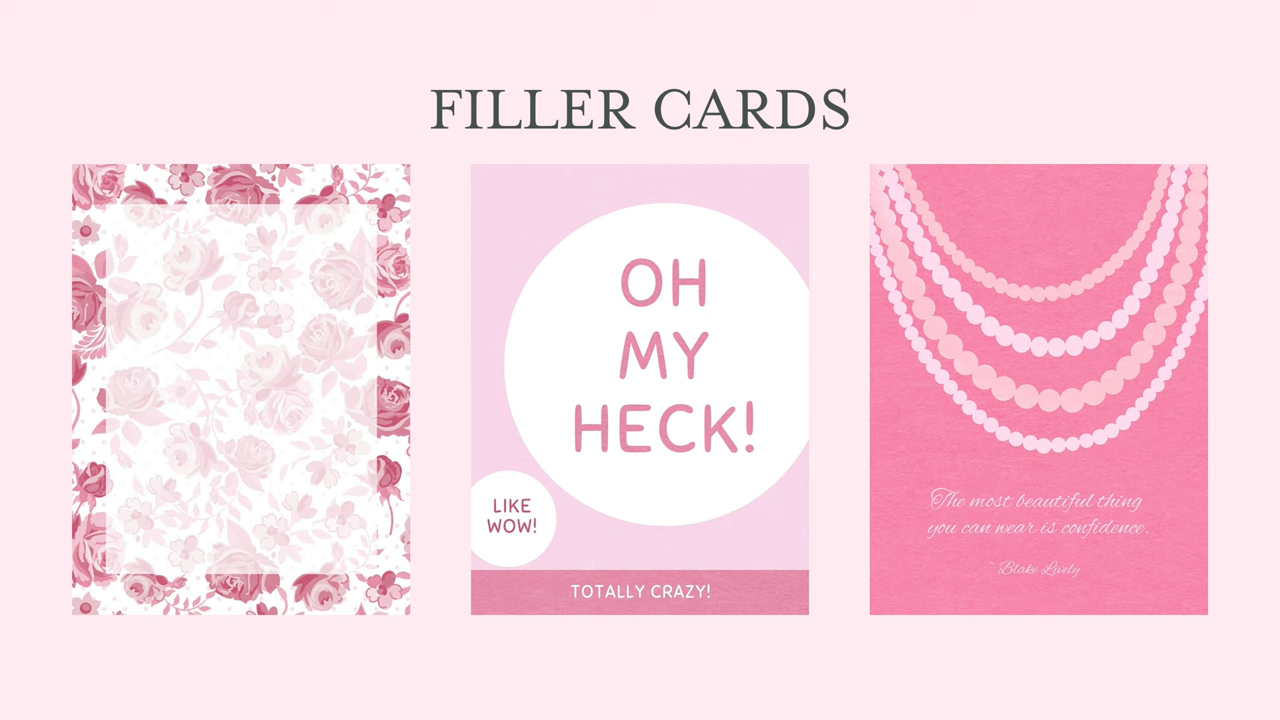 FILLER CARDS
OH
MY
HECK!
LIKE
WOW!
TOTALLY CRAZY!
The most beautiful thing
you can wear is confidence.
~ Blake Lively